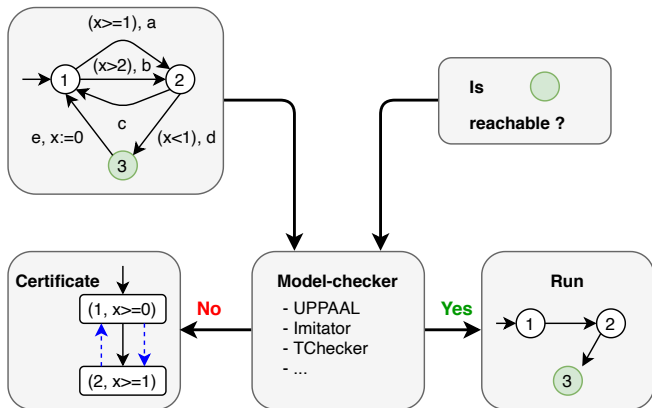 (x>=1), a
1
(x>2), b
2
c
e, x:=0
(x<1), d
3
Is
reachable ?
Certificate
(1, x>=0)
(2, x>=1)
No
Model-checker
- UPPAAL
- Imitator
- TChecker
- ...
Yes
Run
1
2
3